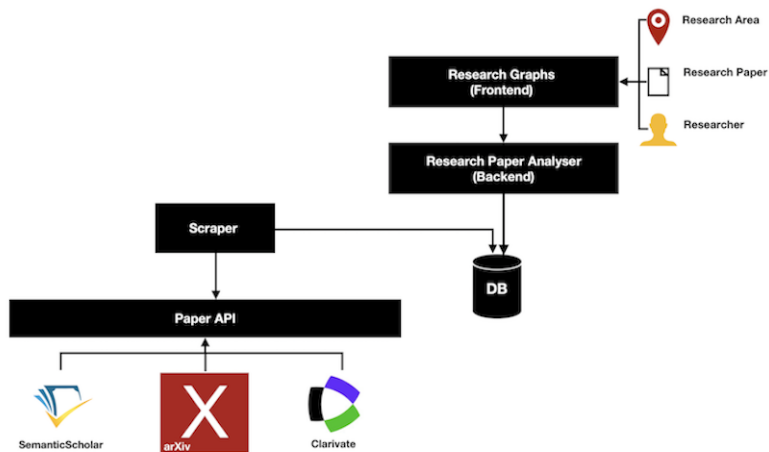 Research Area
Research Graphs
(Frontend)
Research Paper
Researcher
Research Paper Analyser
(Backend)
Scraper
DB
Paper API
SemanticScholar
X
arXiv
Clarivate